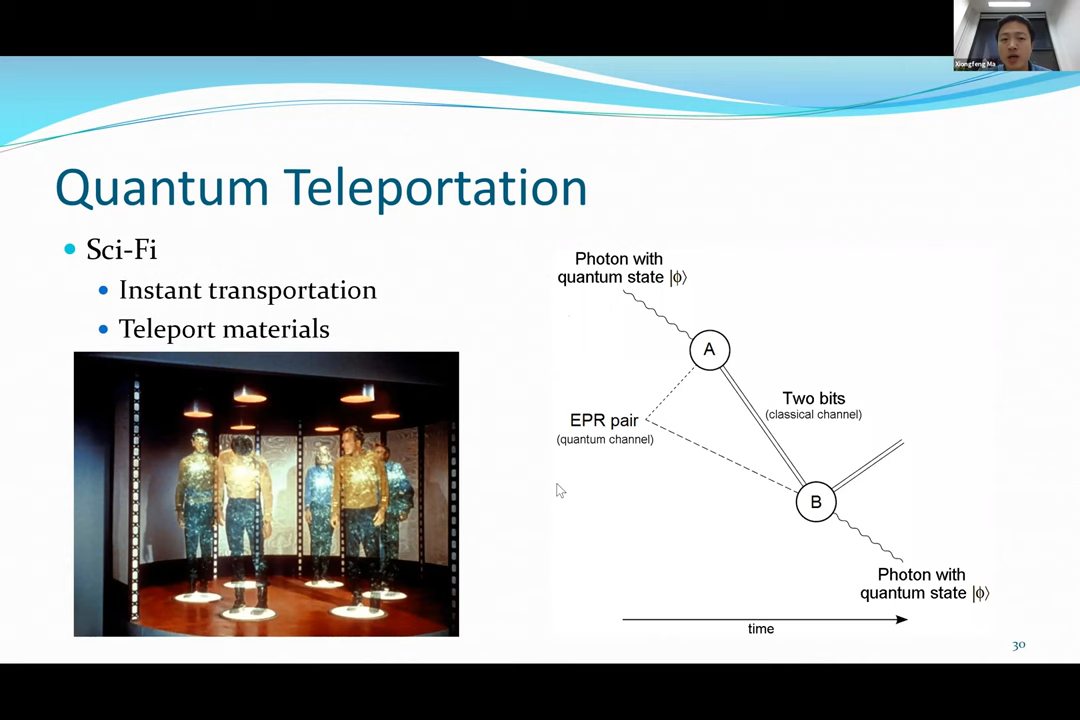 Xiongfeng Ma
Quantum Teleportation
Sci-Fi
Instant transportation
Teleport materials
Photon with
quantum state |ϕ⟩
A
Two bits
(classical channel)
EPR pair
(quantum channel)
B
Photon with
quantum state |ϕ⟩
time
30